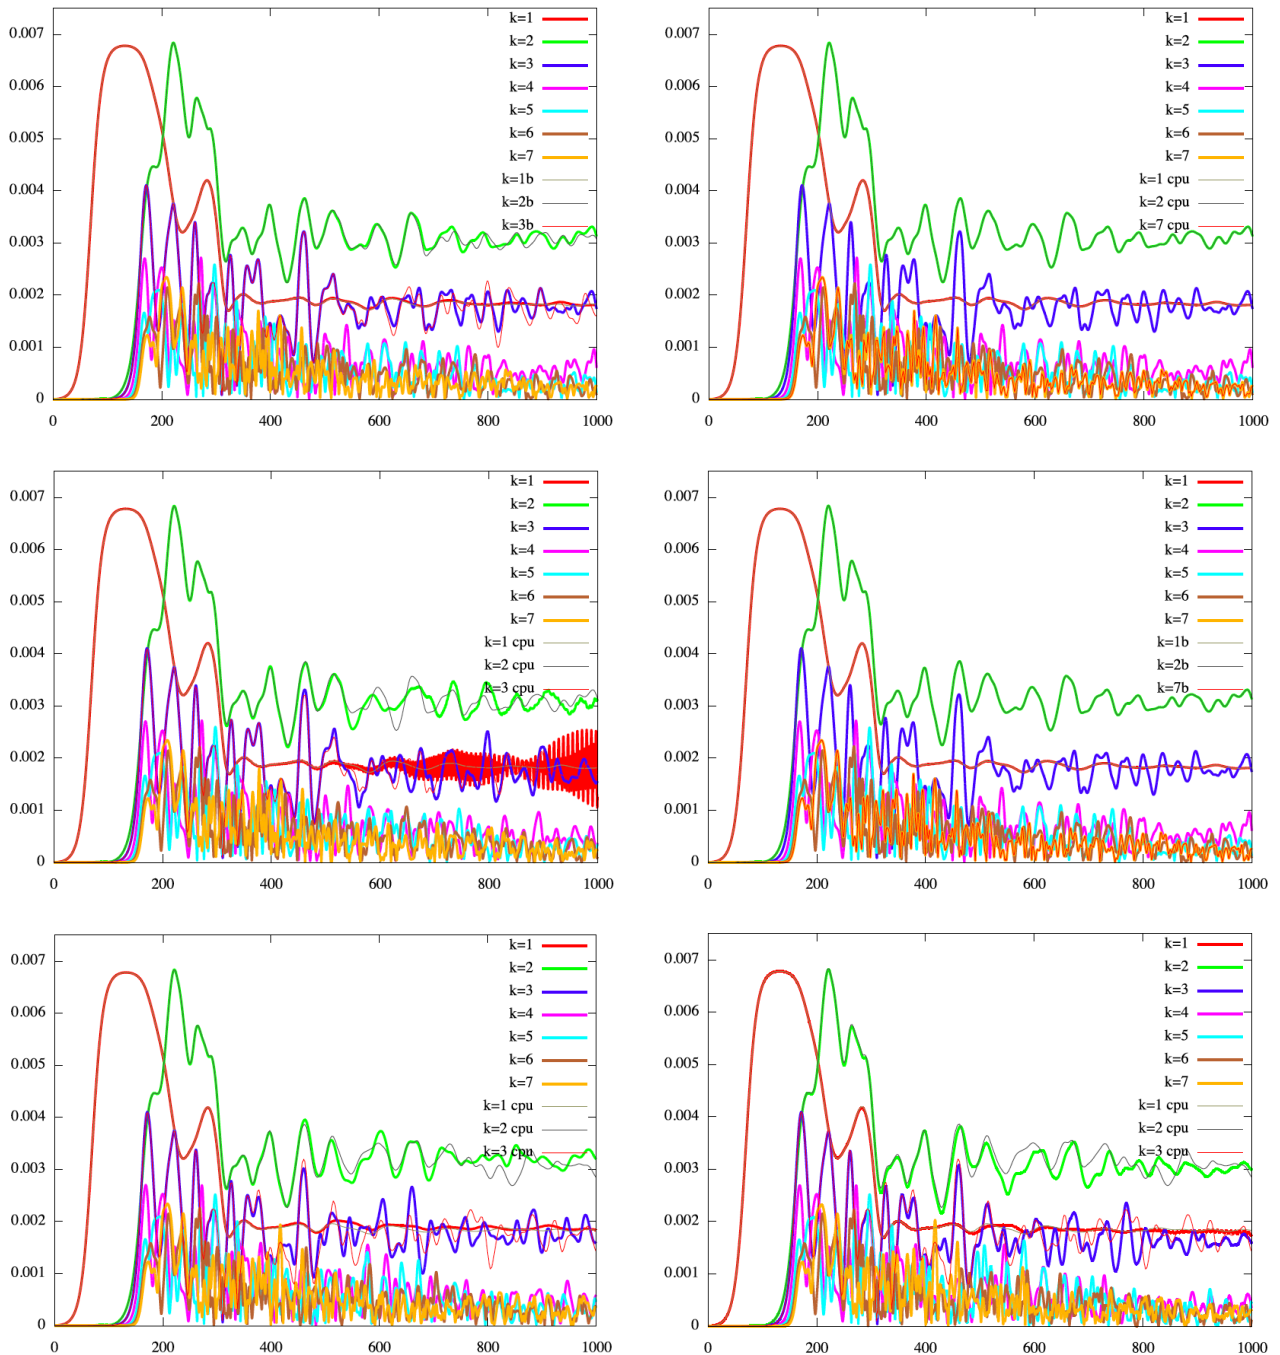 0.007
0.006
0.005
0.004
0.003
0.002
0.001
0
0
200
400
600
800
1000
k=1
k=2
k=3
k=4
k=5
k=6
k=7
k=1b
k=2b
k=3b
0.007
0.006
0.005
0.004
0.003
0.002
0.001
0
0
200
400
600
800
1000
k=1
k=2
k=3
k=4
k=5
k=6
k=7
k=1 cpu
k=2 cpu
k=7 cpu
0.007
0.006
0.005
0.004
0.003
0.002
0.001
0
0
200
400
600
800
1000
k=1
k=2
k=3
k=4
k=5
k=6
k=7
k=1 cpu
k=2 cpu
k=3 cpu
0.007
0.006
0.005
0.004
0.003
0.002
0.001
0
0
200
400
600
800
1000
k=1
k=2
k=3
k=4
k=5
k=6
k=7
k=1b
k=2b
k=7b
0.007
0.006
0.005
0.004
0.003
0.002
0.001
0
0
200
400
600
800
1000
k=1
k=2
k=3
k=4
k=5
k=6
k=7
k=1 cpu
k=2 cpu
k=3 cpu
0.007
0.006
0.005
0.004
0.003
0.002
0.001
0
0
200
400
600
800
1000
k=1
k=2
k=3
k=4
k=5
k=6
k=7
k=1 cpu
k=2 cpu
k=3 cpu